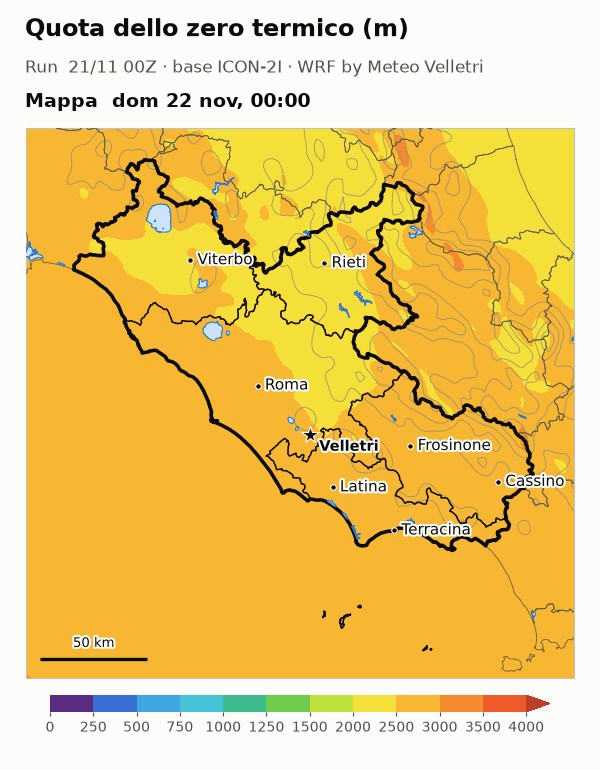 Quota dello zero termico (m)
Run 21/11 00Z · base ICON-2I · WRF by Meteo Velletri
Mappa dom 22 nov, 00:00
Viterbo
Rieti
Roma
Velletri
Frosinone
Cassino
Latina
Terracina
50 km
0 250 500 750 1000 1250 1500 2000 2500 3000 3500 4000